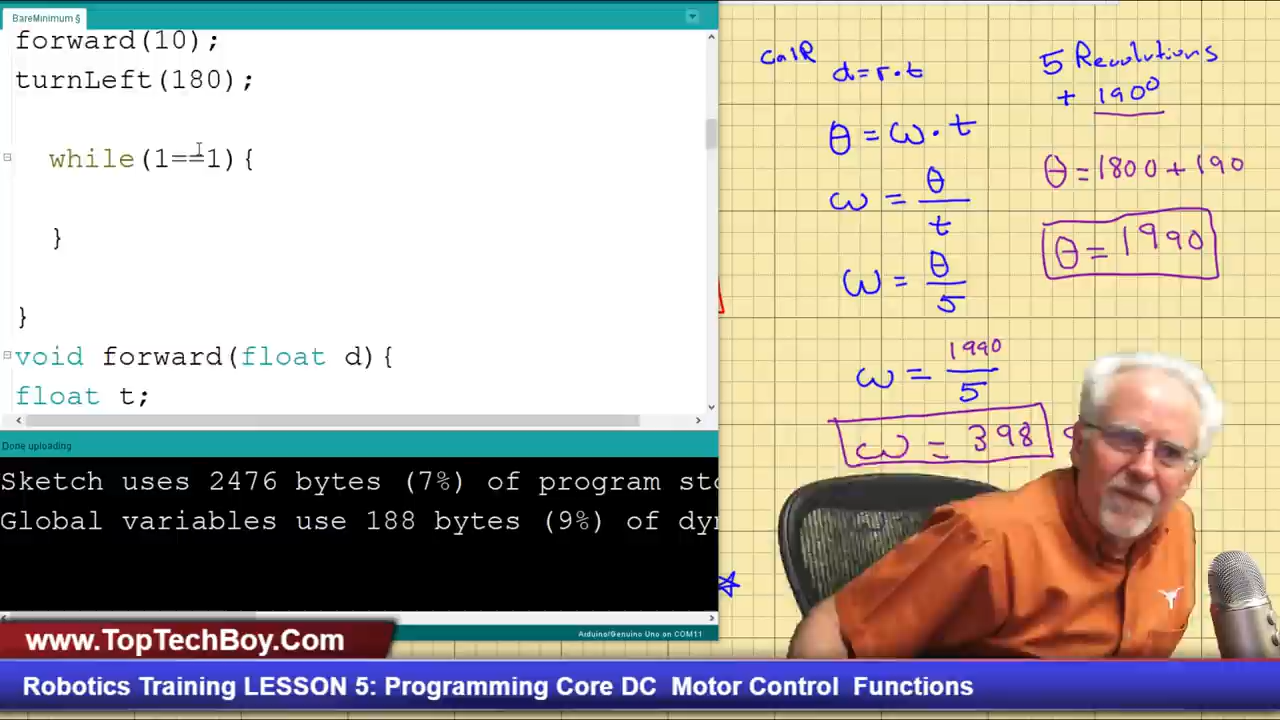 BareMinimum §
forward(10);
turnLeft(180);
while(1==1){
}
}
void forward(float d){
float t;
Done uploading
Sketch uses 2476 bytes (7%) of program sto
Global variables use 188 bytes (9%) of dyn
Arduino/Genuino Uno on COM11
CalR
d=r·t
θ=ω·t
ω=θ/t
ω=θ/5
ω=1990/5
ω=398
5 Revolutions
+ 190°
θ=1800+190
θ=1990
www.TopTechBoy.Com
Robotics Training LESSON 5: Programming Core DC Motor Control Functions